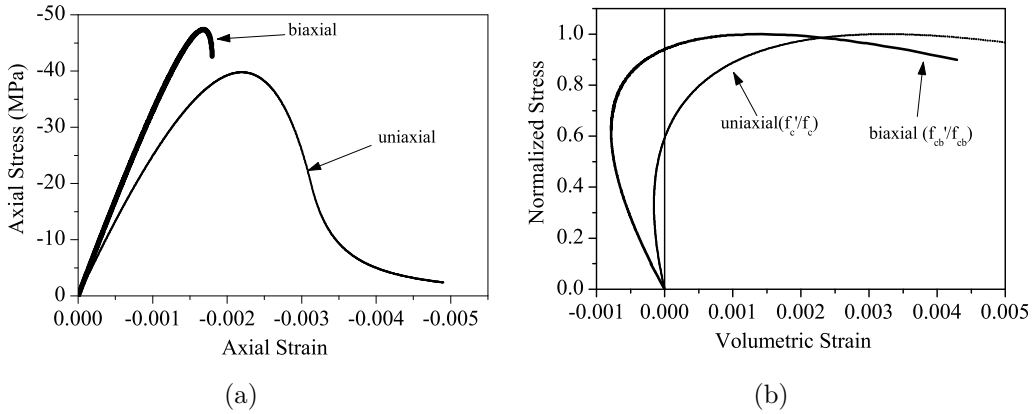 -50
-40
-30
-20
-10
0
Axial Stress (MPa)
biaxial
uniaxial
0.000 -0.001 -0.002 -0.003 -0.004 -0.005
Axial Strain
(a)
1.0
0.8
0.6
0.4
0.2
0.0
Normalized Stress
uniaxial(f_c'/f_c)
biaxial (f_cb'/f_cb)
-0.001 0.000 0.001 0.002 0.003 0.004 0.005
Volumetric Strain
(b)